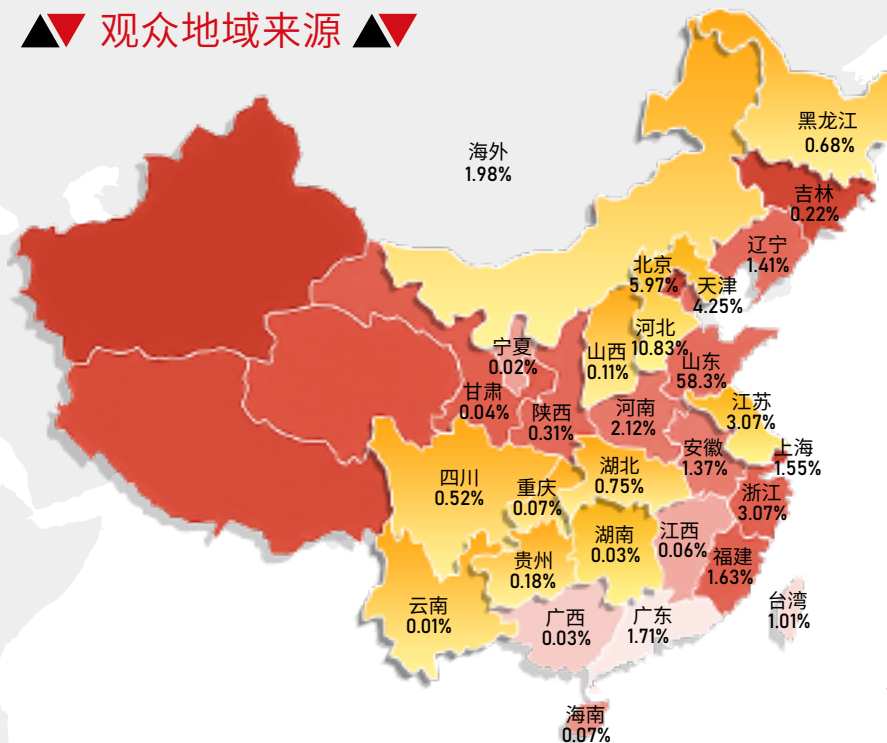 观众地域来源
黑龙江
0.68%
海外
1.98%
吉林
0.22%
辽宁
1.41%
北京
5.97%
天津
4.25%
河北
10.83%
宁夏
0.02%
山西
0.11%
山东
58.3%
甘肃
0.04%
陕西
0.31%
河南
2.12%
江苏
3.07%
安徽
1.37%
上海
1.55%
四川
0.52%
重庆
0.07%
湖北
0.75%
浙江
3.07%
湖南
0.03%
江西
0.06%
贵州
0.18%
福建
1.63%
云南
0.01%
广西
0.03%
广东
1.71%
台湾
1.01%
海南
0.07%